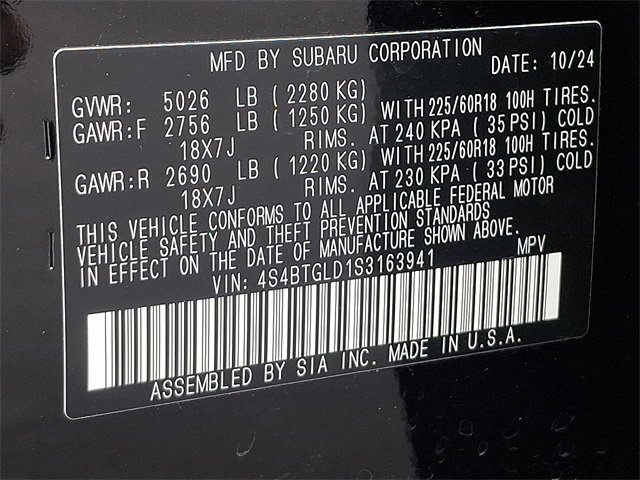 MFD BY SUBARU CORPORATION DATE: 10/24
GVWR: 5026 LB ( 2280 KG)
GAWR:F 2756 LB ( 1250 KG) WITH 225/60R18 100H TIRES.
18X7J RIMS. AT 240 KPA ( 35 PSI) COLD
GAWR:R 2690 LB ( 1220 KG) WITH 225/60R18 100H TIRES.
18X7J RIMS. AT 230 KPA ( 33 PSI) COLD
THIS VEHICLE CONFORMS TO ALL APPLICABLE FEDERAL MOTOR
VEHICLE SAFETY AND THEFT PREVENTION STANDARDS
IN EFFECT ON THE DATE OF MANUFACTURE SHOWN ABOVE.
VIN: 4S4BTGLD1S3163941 MPV
ASSEMBLED BY SIA INC. MADE IN U.S.A.